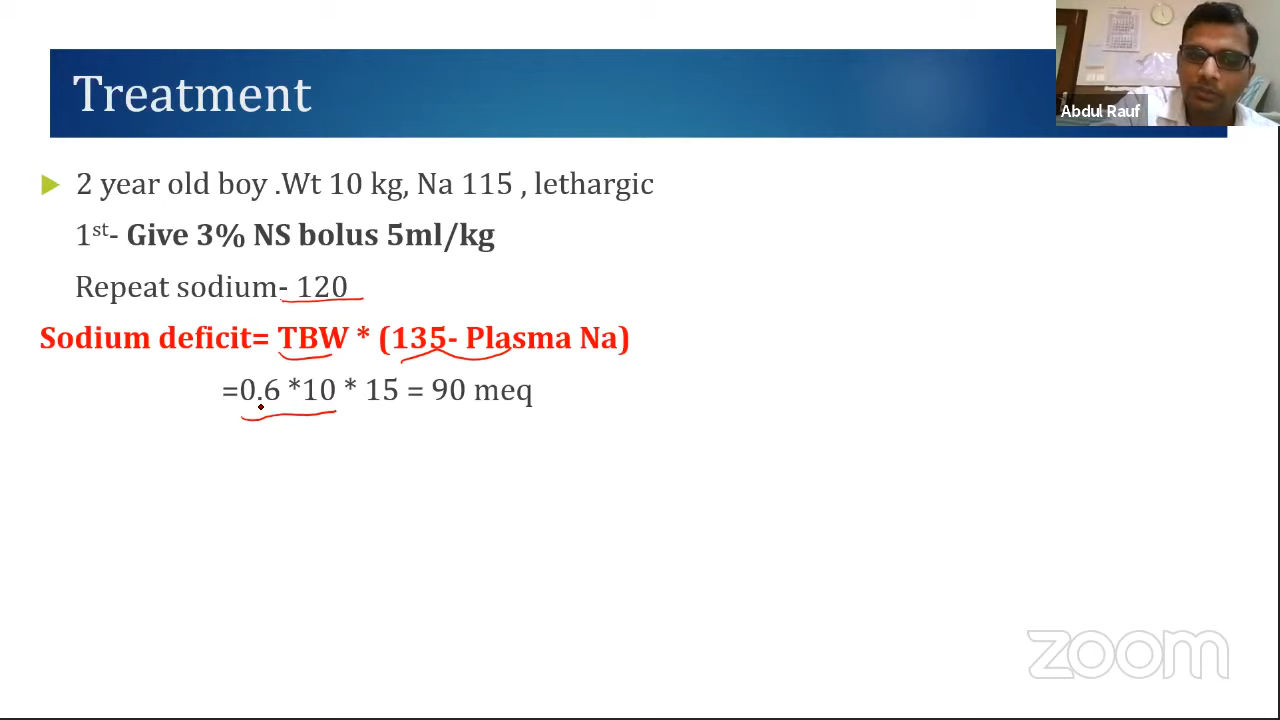 Treatment
Abdul Rauf
2 year old boy .Wt 10 kg, Na 115 , lethargic
1st- Give 3% NS bolus 5ml/kg
Repeat sodium- 120
Sodium deficit= TBW * (135- Plasma Na)
=0.6 *10 * 15 = 90 meq
zoom